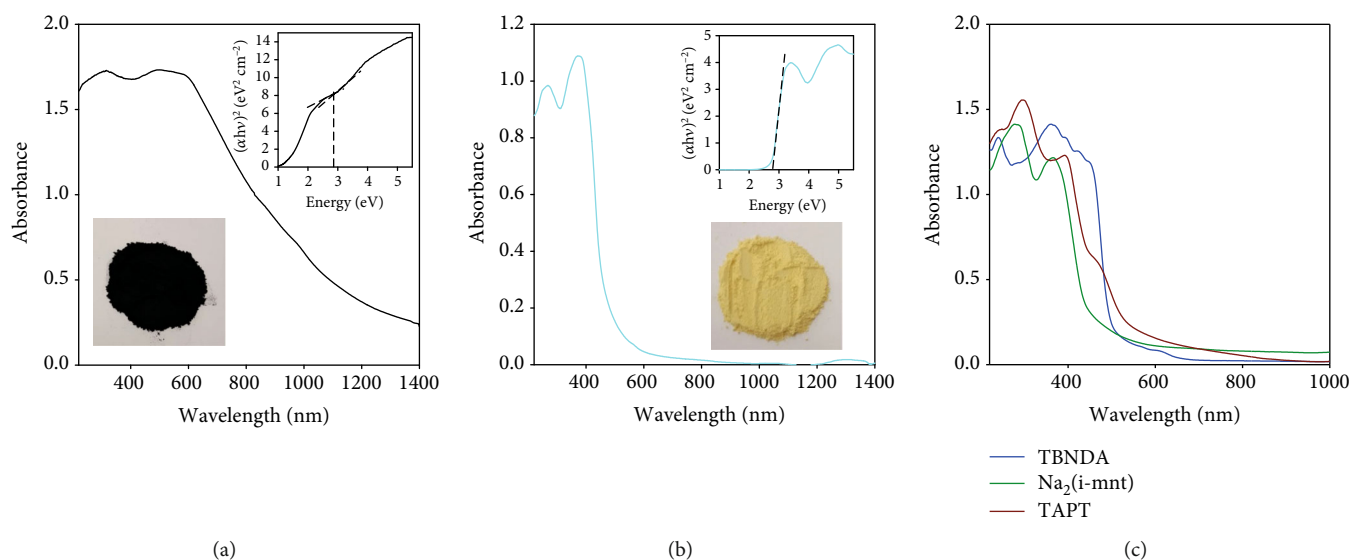 2.0
1.5
1.0
0.5
0.0
Absorbance
400 600 800 1000 1200 1400
Wavelength (nm)
14
12
10
8
6
4
2
0
(𝛼h𝜈)² (eV² cm⁻²)
1 2 3 4 5
Energy (eV)
(a)
1.2
1.0
0.8
0.6
0.4
0.2
0.0
Absorbance
400 600 800 1000 1200 1400
Wavelength (nm)
5
4
3
2
1
0
(𝛼h𝜈)² (eV² cm⁻²)
1 2 3 4 5
Energy (eV)
(b)
2.0
1.5
1.0
0.5
0.0
Absorbance
400 600 800 1000
Wavelength (nm)
TBNDA
Na₂(i-mnt)
TAPT
(c)